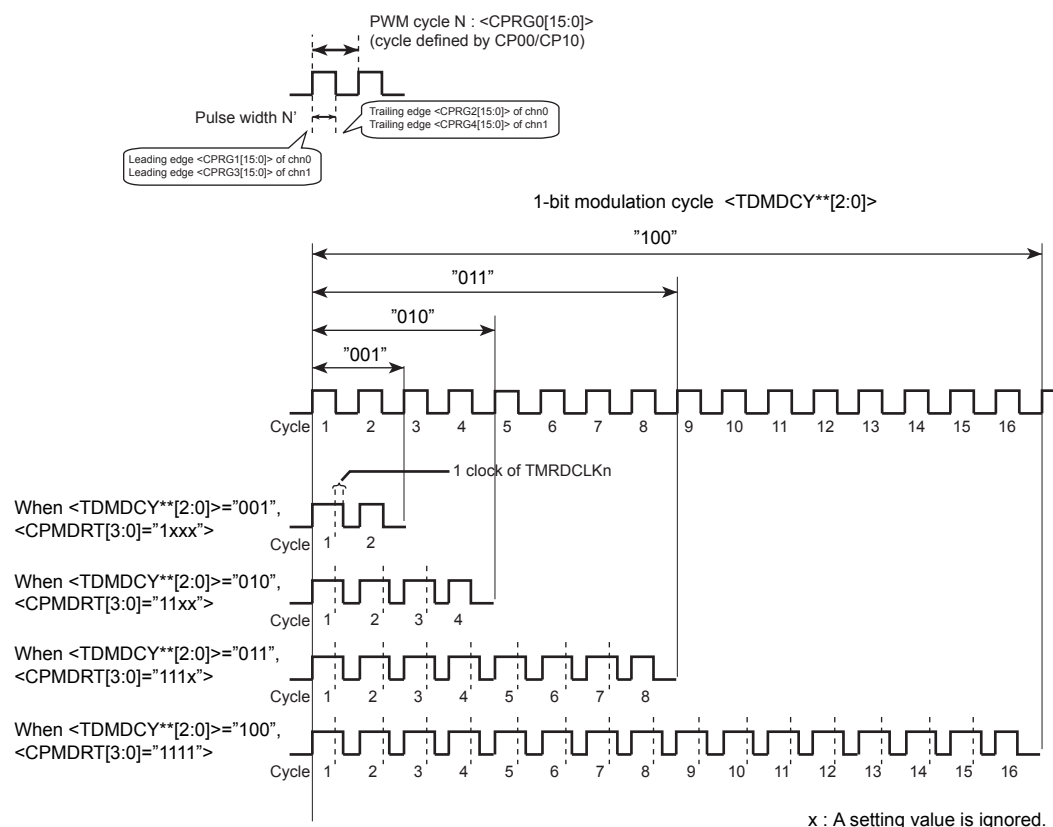 PWM cycle N : <CPRG0[15:0]>
(cycle defined by CP00/CP10)
Pulse width N'
Trailing edge <CPRG2[15:0]> of chn0
Trailing edge <CPRG4[15:0]> of chn1
Leading edge <CPRG1[15:0]> of chn0
Leading edge <CPRG3[15:0]> of chn1
1-bit modulation cycle <TDMDCY**[2:0]>
”100”
”011”
”010”
”001”
Cycle 1 2 3 4 5 6 7 8 9 10 11 12 13 14 15 16
1 clock of TMRDCLKn
When <TDMDCY**[2:0]>=”001”,
<CPMDRT[3:0]=”1xxx”>
Cycle 1 2
When <TDMDCY**[2:0]>=”010”,
<CPMDRT[3:0]=”11xx”>
Cycle 1 2 3 4
When <TDMDCY**[2:0]>=”011”,
<CPMDRT[3:0]=”111x”>
Cycle 1 2 3 4 5 6 7 8
When <TDMDCY**[2:0]>=”100”,
<CPMDRT[3:0]=”1111”>
Cycle 1 2 3 4 5 6 7 8 9 10 11 12 13 14 15 16
x : A setting value is ignored.